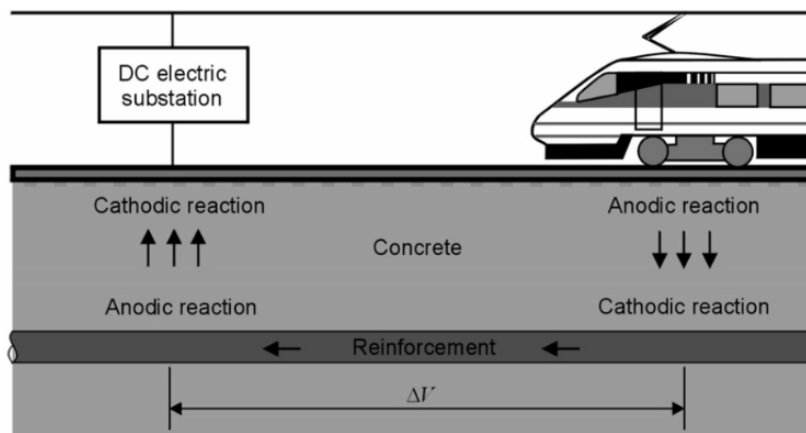 DC electric
substation
Cathodic reaction
Anodic reaction
Concrete
Anodic reaction
Cathodic reaction
Reinforcement
ΔV